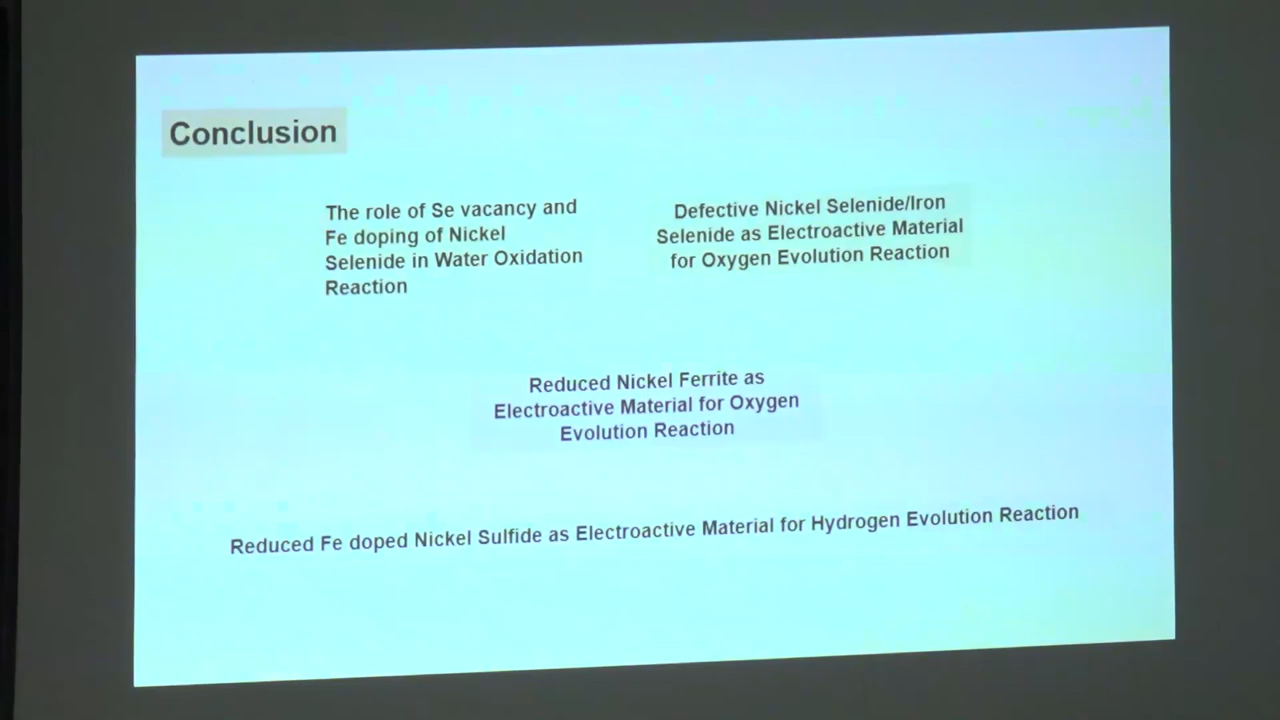 Conclusion
The role of Se vacancy and
Fe doping of Nickel
Selenide in Water Oxidation
Reaction
Defective Nickel Selenide/Iron
Selenide as Electroactive Material
for Oxygen Evolution Reaction
Reduced Nickel Ferrite as
Electroactive Material for Oxygen
Evolution Reaction
Reduced Fe doped Nickel Sulfide as Electroactive Material for Hydrogen Evolution Reaction